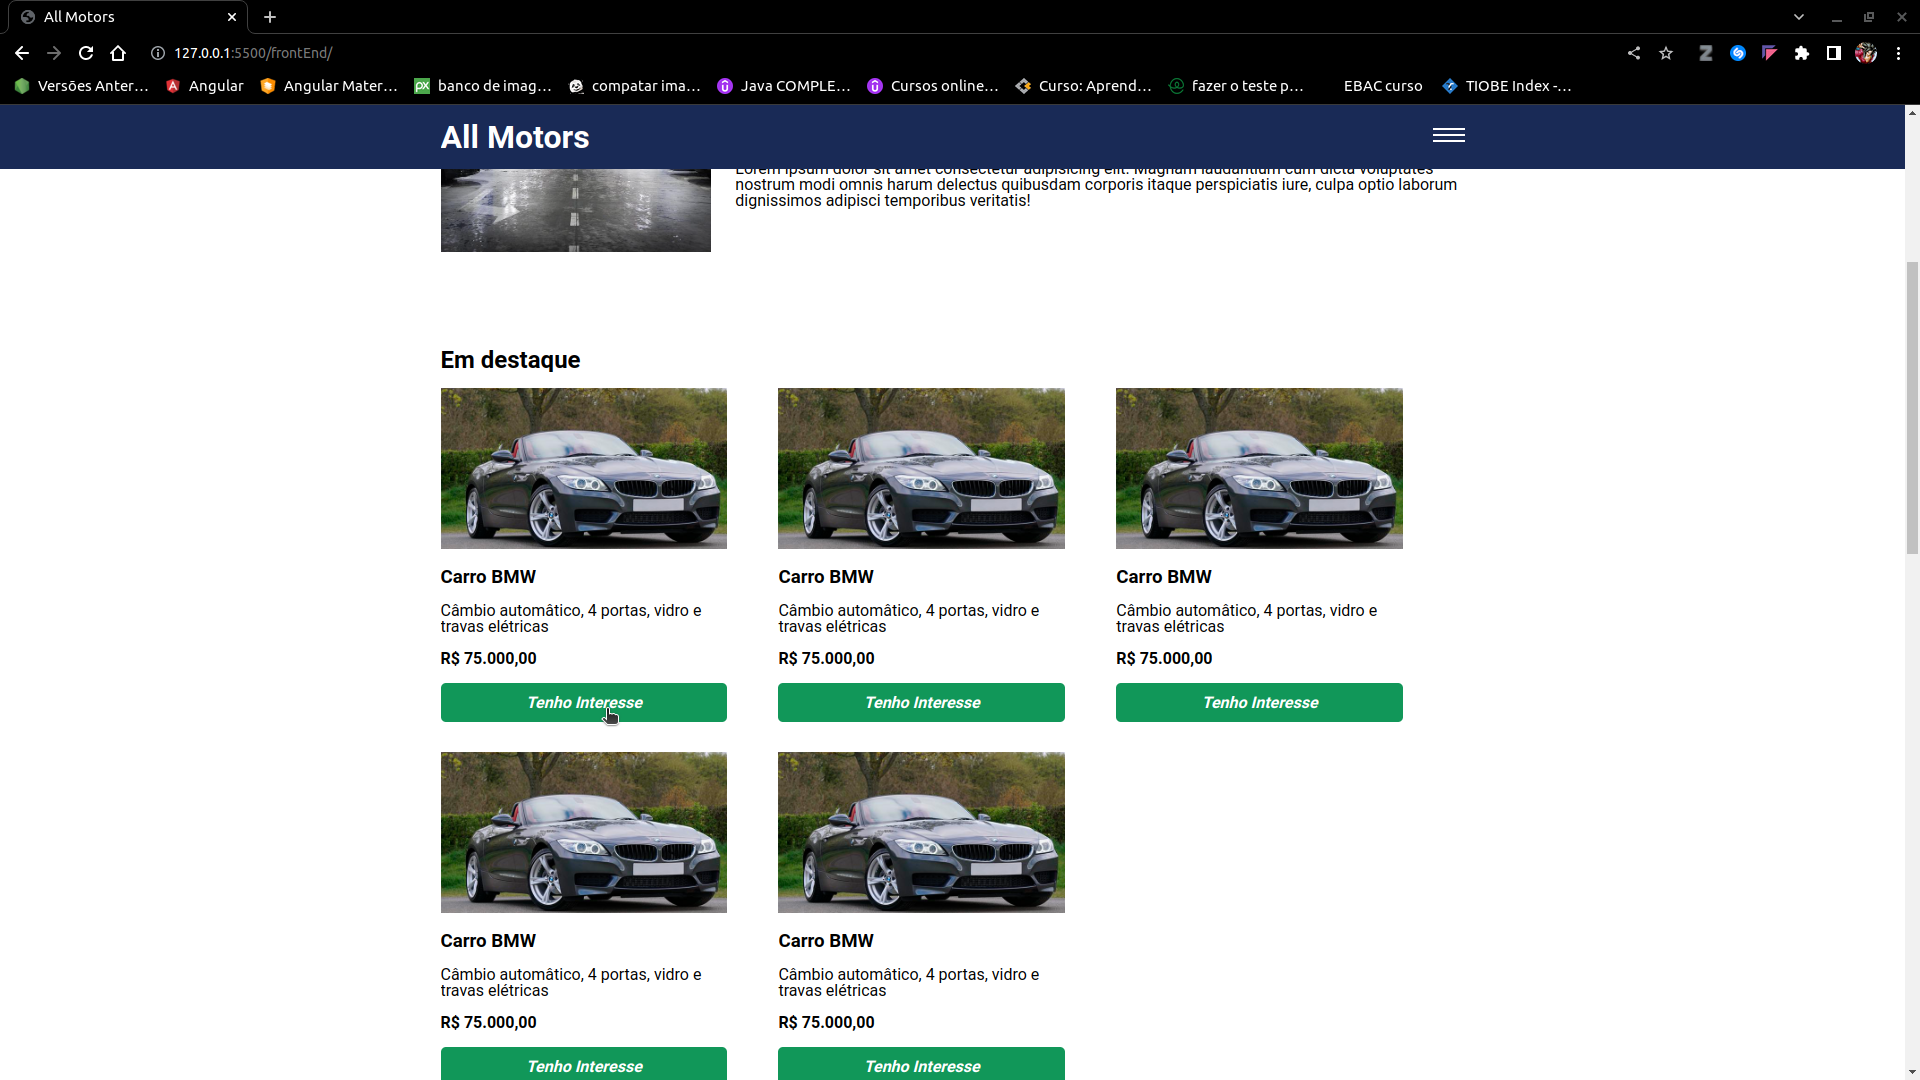 All Motors
127.0.0.1:5500/frontEnd/
Versões Anter...
Angular
Angular Mater...
banco de imag...
compatar ima...
Java COMPLE...
Cursos online...
Curso: Aprend...
fazer o teste p...
EBAC curso
TIOBE Index -...
All Motors
Lorem ipsum dolor sit amet consectetur adipisicing elit. Magnam laudantium cum dicta voluptates
nostrum modi omnis harum delectus quibusdam corporis itaque perspiciatis iure, culpa optio laborum
dignissimos adipisci temporibus veritatis!
Em destaque
Carro BMW
Câmbio automâtico, 4 portas, vidro e
travas elétricas
R$ 75.000,00
Tenho Interesse
Carro BMW
Câmbio automâtico, 4 portas, vidro e
travas elétricas
R$ 75.000,00
Tenho Interesse
Carro BMW
Câmbio automâtico, 4 portas, vidro e
travas elétricas
R$ 75.000,00
Tenho Interesse
Carro BMW
Câmbio automâtico, 4 portas, vidro e
travas elétricas
R$ 75.000,00
Tenho Interesse
Carro BMW
Câmbio automâtico, 4 portas, vidro e
travas elétricas
R$ 75.000,00
Tenho Interesse